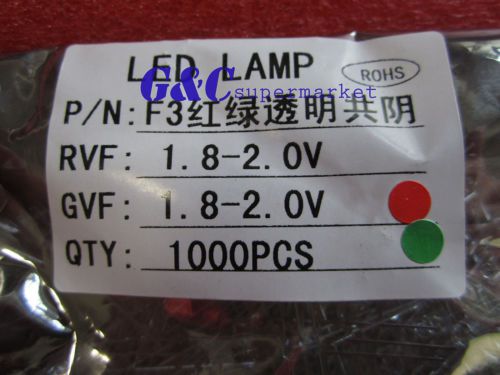 LED LAMP
ROHS
G&C supermarket
P/N: F3红绿透明共阴
RVF: 1.8-2.0V
GVF: 1.8-2.0V
QTY: 1000PCS